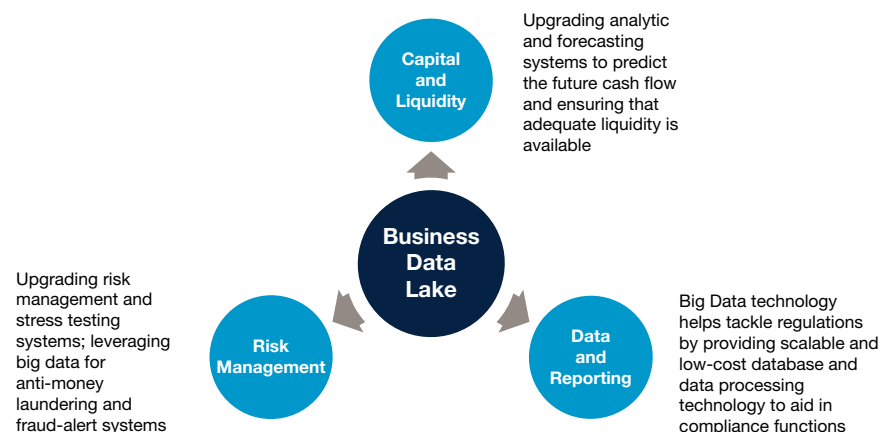 Capital
and
Liquidity
Upgrading analytic
and forecasting
systems to predict
the future cash flow
and ensuring that
adequate liquidity is
available
Business
Data
Lake
Upgrading risk
management and
stress testing
systems; leveraging
big data for
anti-money
laundering and
fraud-alert systems
Risk
Management
Data
and
Reporting
Big Data technology
helps tackle regulations
by providing scalable and
low-cost database and
data processing
technology to aid in
compliance functions